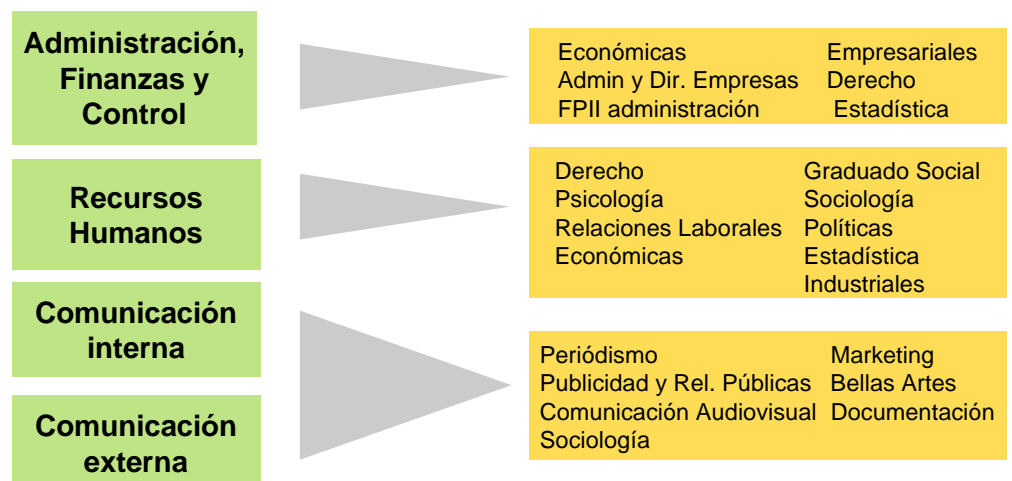 Administración,
Finanzas y
Control
Económicas Empresariales
Admin y Dir. Empresas Derecho
FPII administración Estadística
Recursos
Humanos
Derecho Graduado Social
Psicología Sociología
Relaciones Laborales Políticas
Económicas Estadística
Industriales
Comunicación
interna
Comunicación
externa
Periódismo Marketing
Publicidad y Rel. Públicas Bellas Artes
Comunicación Audiovisual Documentación
Sociología